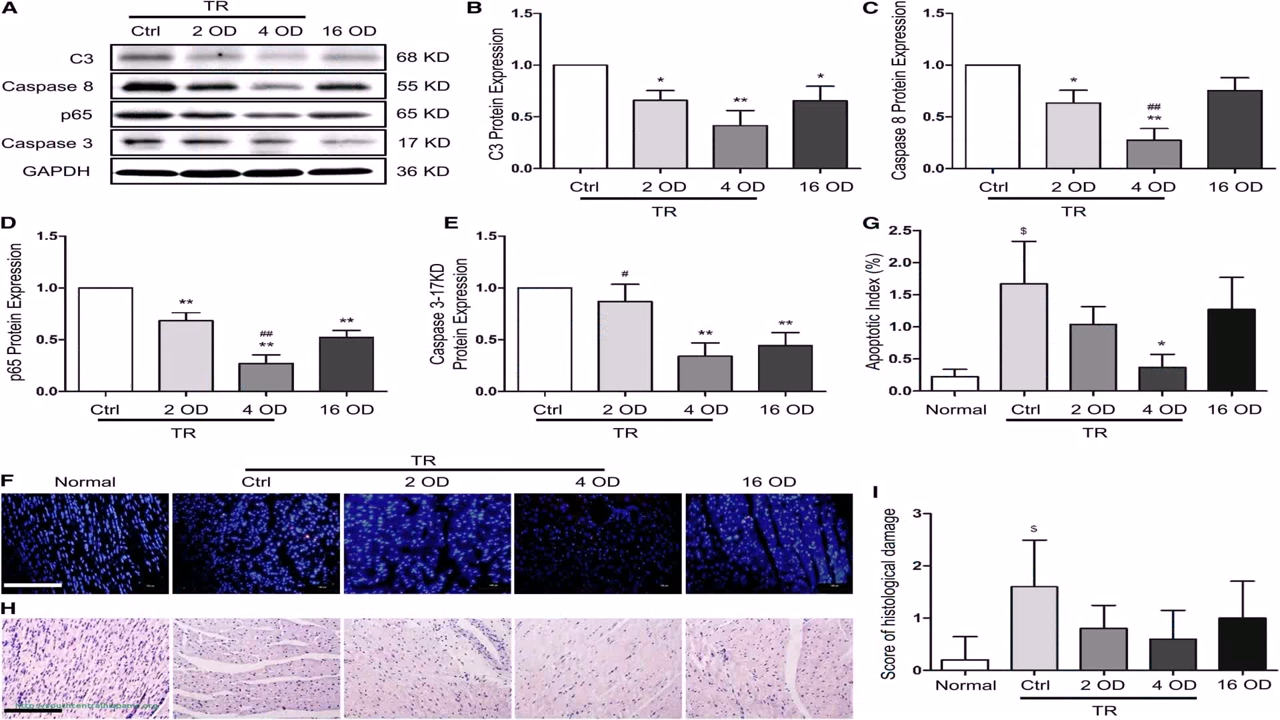 A
TR
Ctrl 2 OD 4 OD 16 OD
C3 68 KD
Caspase 8 55 KD
p65 65 KD
Caspase 3 17 KD
GAPDH 36 KD
B
C3 Protein Expression
1.5
1.0
0.5
0.0
*
**
*
Ctrl 2 OD 4 OD 16 OD
TR
C
Caspase 8 Protein Expression
1.5
1.0
0.5
0.0
*
##
**
Ctrl 2 OD 4 OD 16 OD
TR
D
p65 Protein Expression
1.5
1.0
0.5
0.0
**
##
**
**
Ctrl 2 OD 4 OD 16 OD
TR
E
Caspase 3-17KD
Protein Expression
1.5
1.0
0.5
0.0
#
**
**
Ctrl 2 OD 4 OD 16 OD
TR
G
Apoptotic Index (%)
2.5
2.0
1.5
1.0
0.5
0.0
$
*
Normal Ctrl 2 OD 4 OD 16 OD
TR
F
TR
Normal Ctrl 2 OD 4 OD 16 OD
H
I
Score of histological damage
3
2
1
0
$
Normal Ctrl 2 OD 4 OD 16 OD
TR